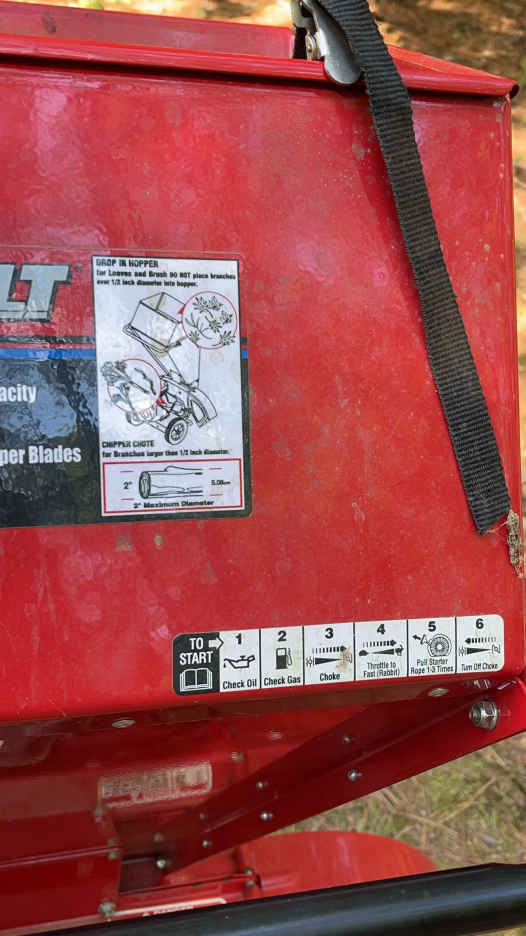 LT
acity
per Blades
DROP IN HOPPER
for Leaves and Brush DO NOT place branches
over 1/2 inch diameter into hopper.
CHIPPER CHUTE
for Branches larger than 1/2 inch diameter.
2"
5.08cm
2" Maximum Diameter
TO
START
1
Check Oil
2
Check Gas
3
Choke
4
Throttle to
Fast (Rabbit)
5
Pull Starter
Rope 1-3 Times
6
Turn Off Choke